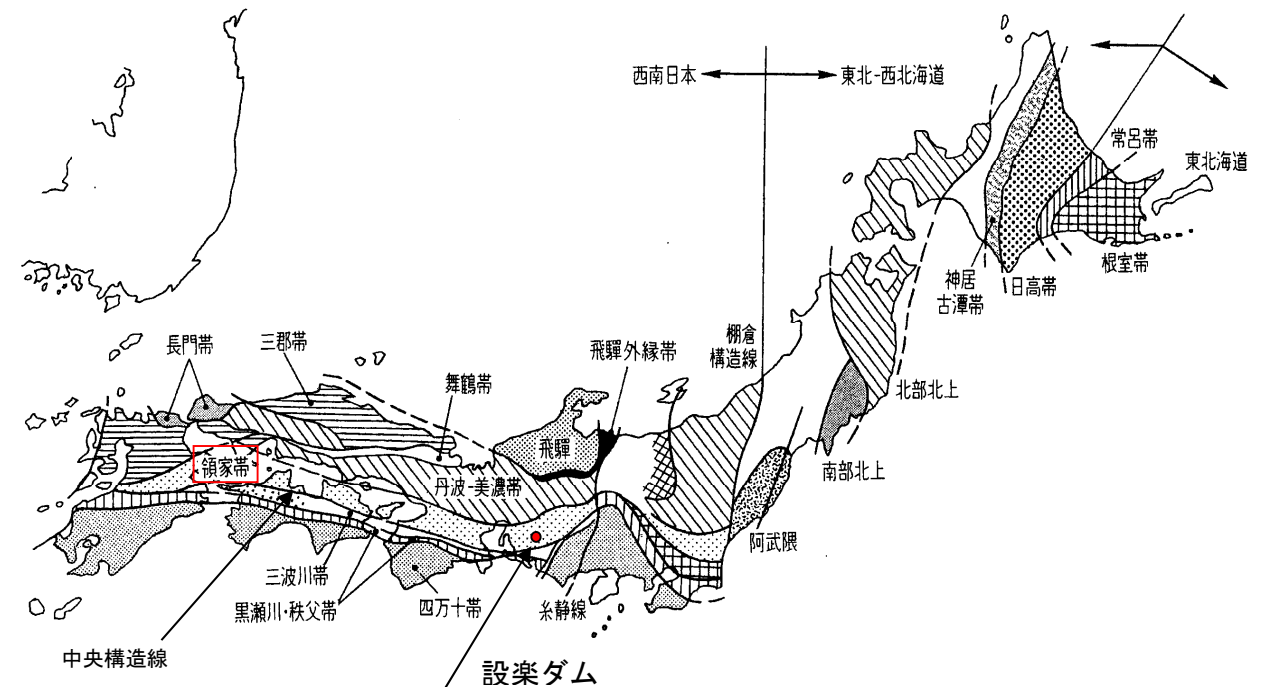 西南日本
東北-西北海道
常呂帯
東北海道
根室帯
日高帯
神居
古潭帯
棚倉
構造線
飛騨外縁帯
長門帯
三郡帯
舞鶴帯
北部北上
南部北上
飛騨
領家帯
丹波-美濃帯
阿武隈
三波川帯
黒瀬川・秩父帯
四万十帯
糸静線
中央構造線
設楽ダム